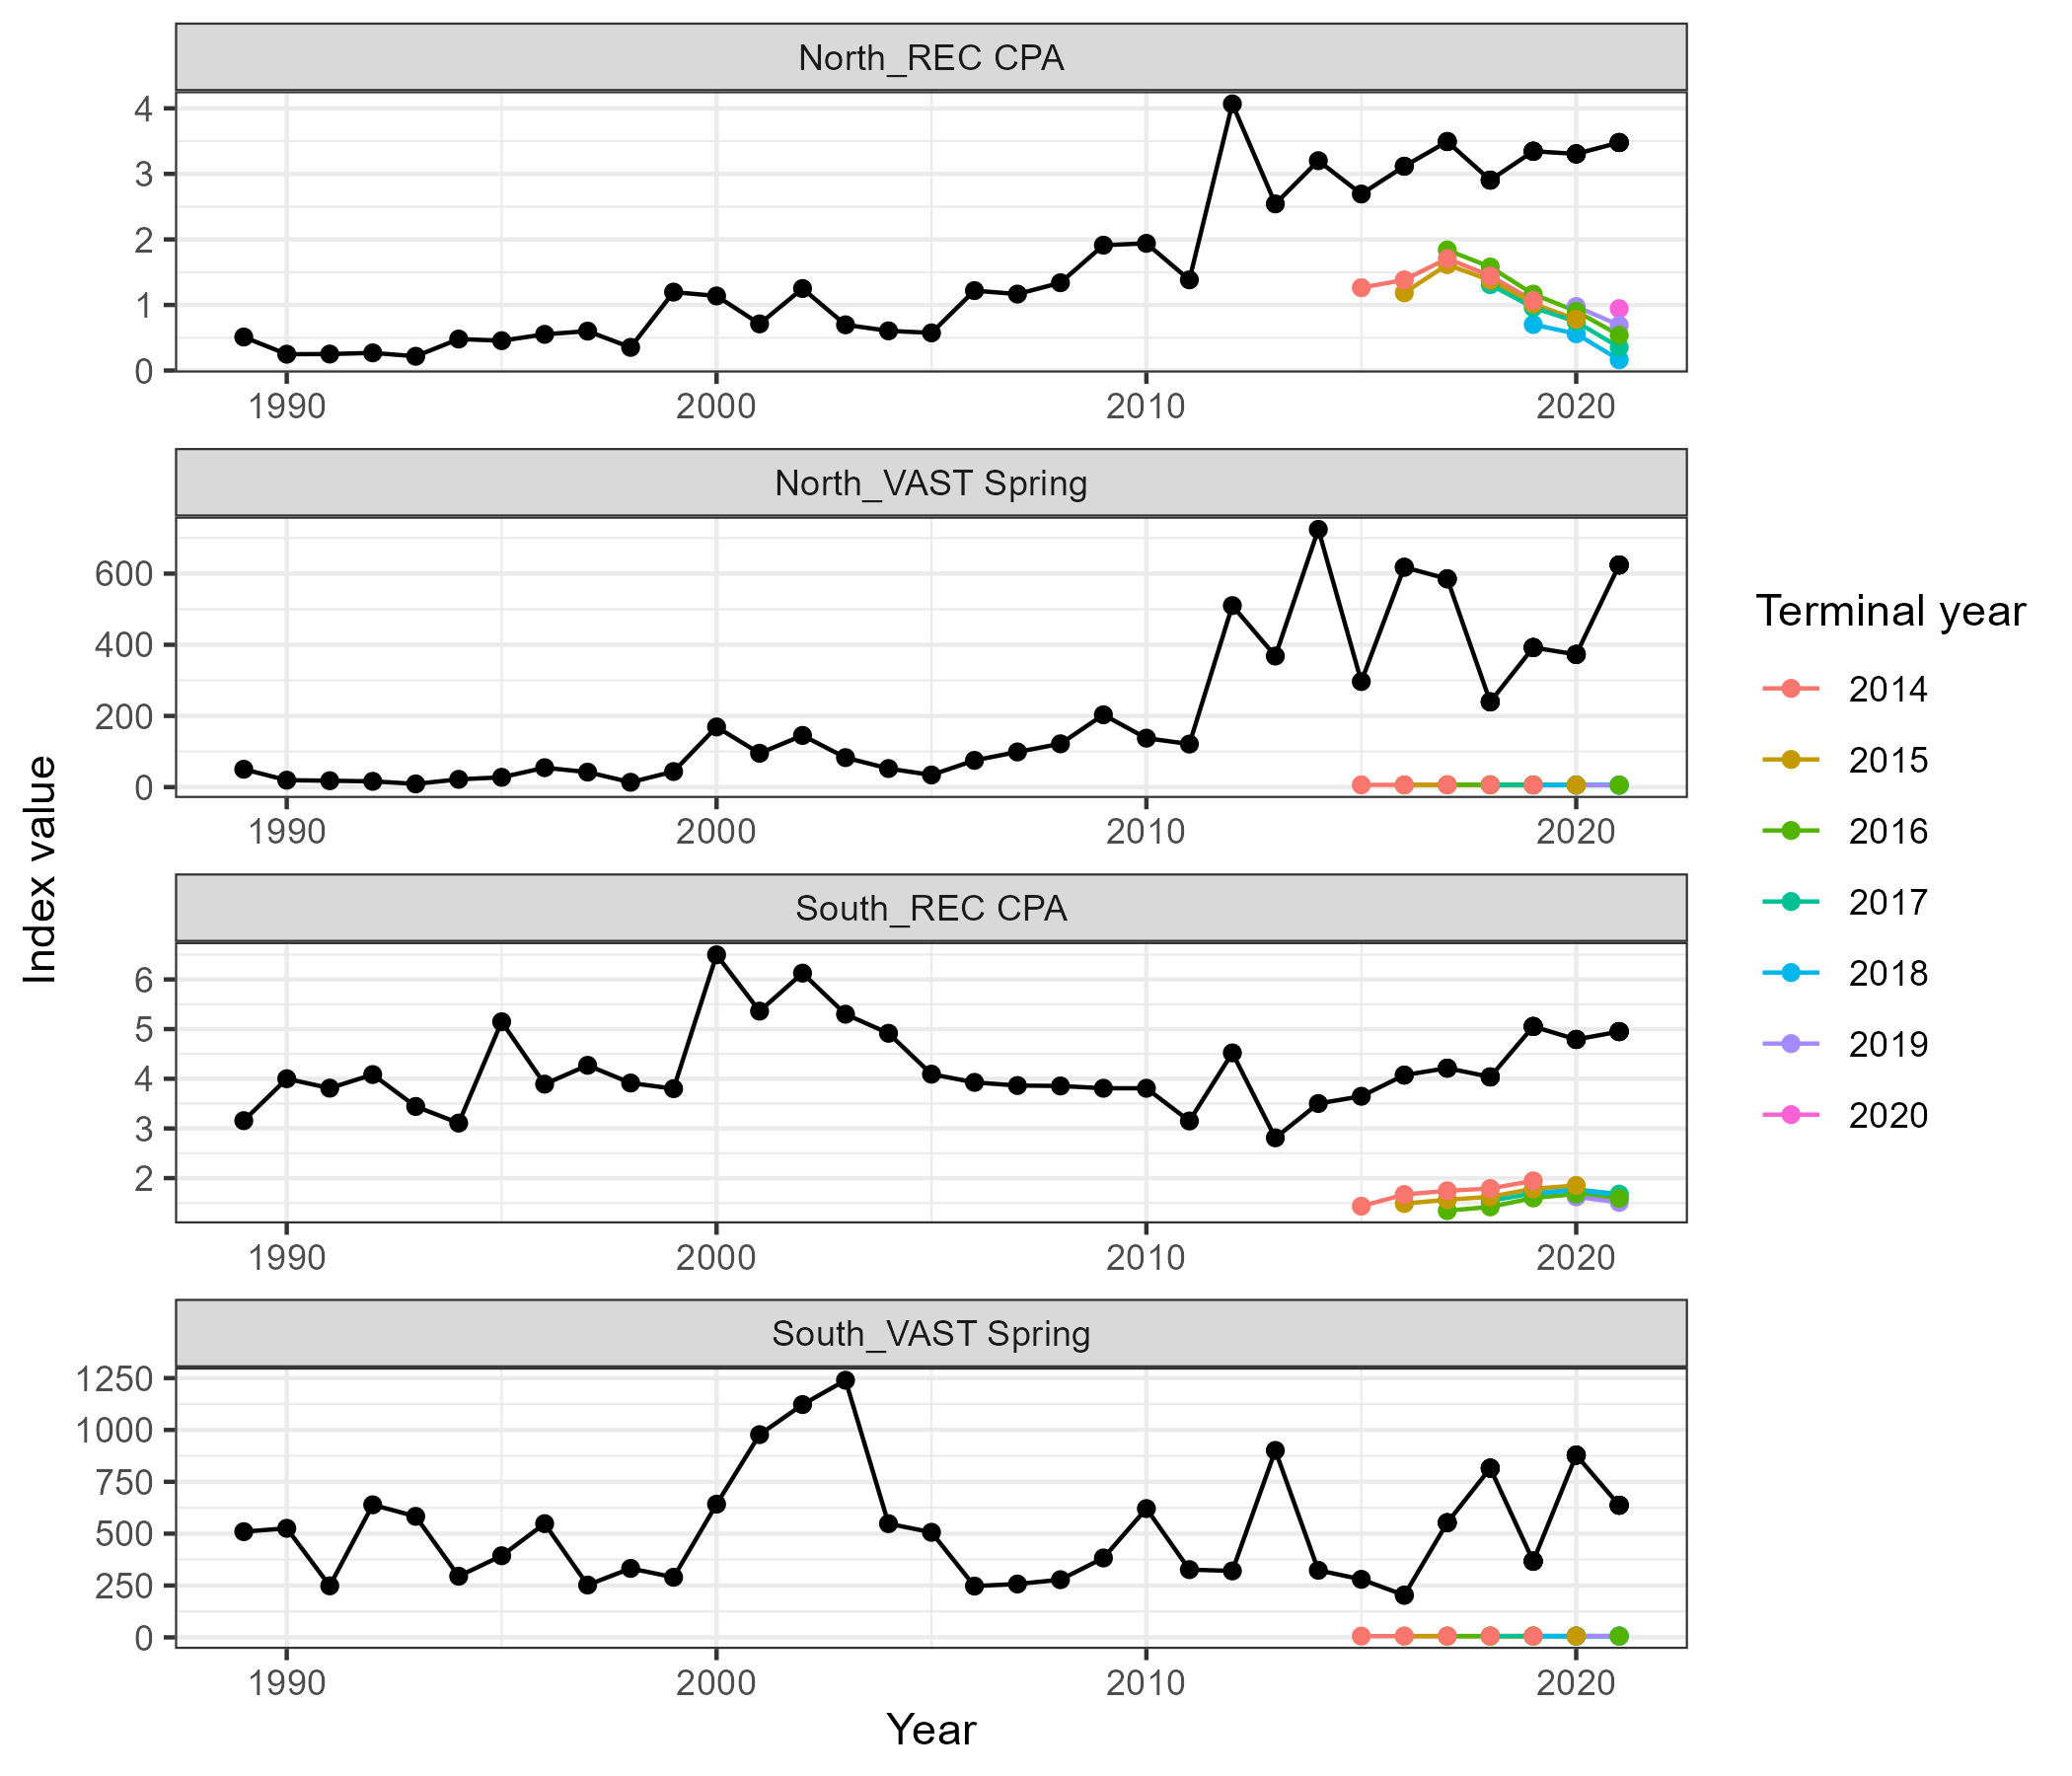 North_REC CPA
4
3
2
1
0
1990 2000 2010 2020
North_VAST Spring
600
400
200
0
1990 2000 2010 2020
South_REC CPA
6
5
4
3
2
1990 2000 2010 2020
South_VAST Spring
1250
1000
750
500
250
0
1990 2000 2010 2020
Year
Index value
Terminal year
2014
2015
2016
2017
2018
2019
2020